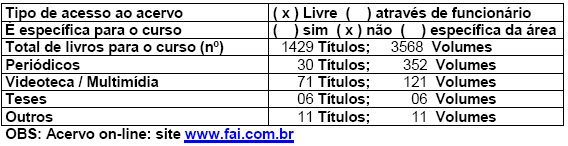 Tipo de acesso ao acervo ( x ) Livre (    ) através de funcionário
É especifica para o curso (    ) sim  ( x ) não  (    ) especifica da área
Total de livros para o curso (nº) 1429 Títulos;    3568  Volumes
Periódicos 30 Títulos;    352  Volumes
Videoteca / Multimídia 71 Títulos;    121  Volumes
Teses 06 Títulos;    06  Volumes
Outros 11 Títulos;    11  Volumes
OBS: Acervo on-line: site www.fai.com.br